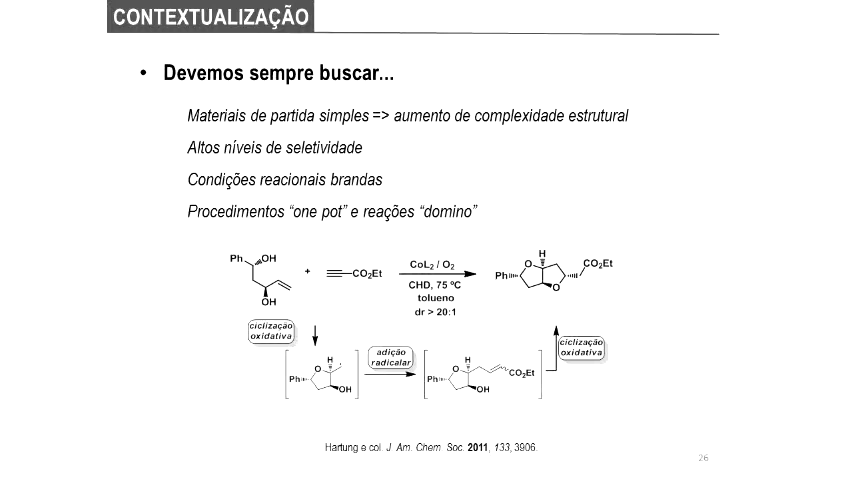 CONTEXTUALIZAÇÃO
• Devemos sempre buscar...
Materiais de partida simples => aumento de complexidade estrutural
Altos níveis de seletividade
Condições reacionais brandas
Procedimentos “one pot” e reações “domino”
Ph OH
OH
+
CO2Et
CoL2 / O2
CHD, 75 ºC
tolueno
dr > 20:1
H
O
Ph
O
CO2Et
ciclização
oxidativa
H
O
Ph
OH
adição
radicalar
H
O
Ph
OH
CO2Et
ciclização
oxidativa
Hartung e col. J. Am. Chem. Soc. 2011, 133, 3906.
26